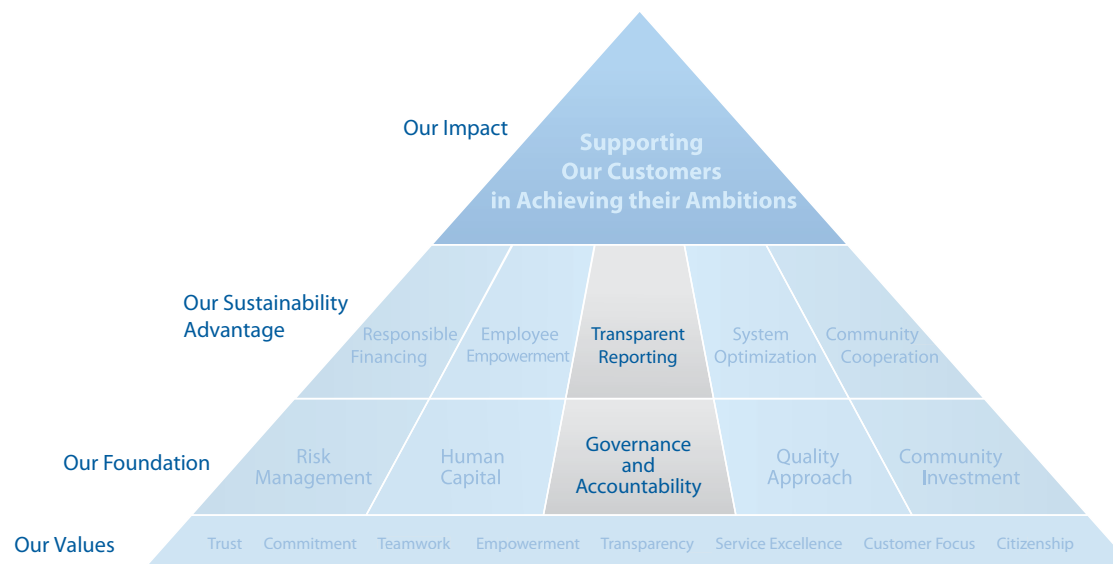 Our Impact
Supporting
Our Customers
in Achieving their Ambitions
Our Sustainability
Advantage
Responsible
Financing
Employee
Empowerment
Transparent
Reporting
System
Optimization
Community
Cooperation
Our Foundation
Risk
Management
Human
Capital
Governance
and
Accountability
Quality
Approach
Community
Investment
Our Values
Trust Commitment Teamwork Empowerment Transparency Service Excellence Customer Focus Citizenship